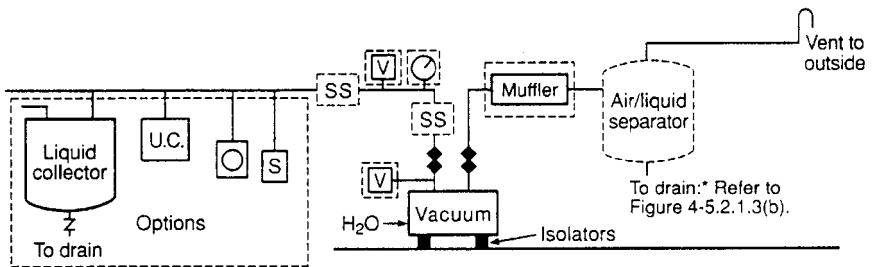 Vent to
outside
V
SS
Muffler
Air/liquid
separator
SS
U.C.
Liquid
collector
S
V
To drain:* Refer to
Figure 4-5.2.1.3(b).
Vacuum
H₂O
Options
Isolators
To drain